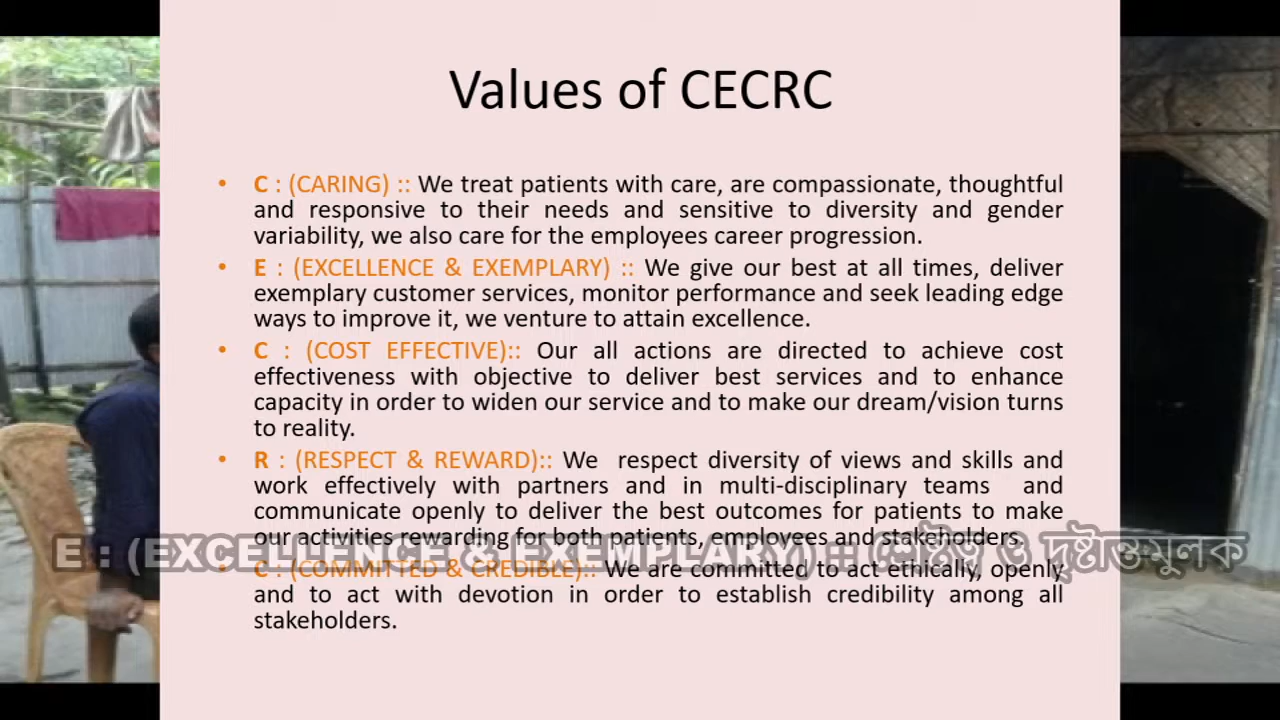 Values of CECRC
• C : (CARING) :: We treat patients with care, are compassionate, thoughtful
and responsive to their needs and sensitive to diversity and gender
variability, we also care for the employees career progression.
• E : (EXCELLENCE & EXEMPLARY) :: We give our best at all times, deliver
exemplary customer services, monitor performance and seek leading edge
ways to improve it, we venture to attain excellence.
• C : (COST EFFECTIVE):: Our all actions are directed to achieve cost
effectiveness with objective to deliver best services and to enhance
capacity in order to widen our service and to make our dream/vision turns
to reality.
• R : (RESPECT & REWARD):: We respect diversity of views and skills and
work effectively with partners and in multi-disciplinary teams and
communicate openly to deliver the best outcomes for patients to make
our activities rewarding for both patients, employees and stakeholders.
E : (EXCELLENCE & EXEMPLARY) :: শ্রেষ্ঠত্ব ও দৃষ্টান্তমুলক
• C : (COMMITTED & CREDIBLE):: We are committed to act ethically, openly
and to act with devotion in order to establish credibility among all
stakeholders.